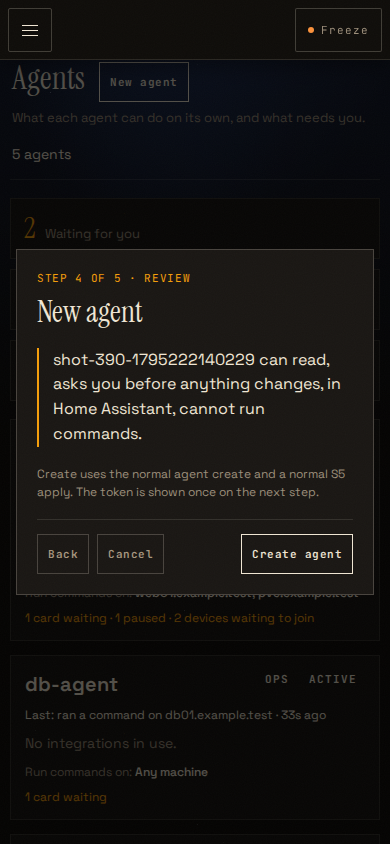 Freeze
Agents
New agent
What each agent can do on its own, and what needs you.
5 agents
2 Waiting for you
STEP 4 OF 5 · REVIEW
New agent
shot-390-1795222140229 can read,
asks you before anything changes, in
Home Assistant, cannot run
commands.
Create uses the normal agent create and a normal S5
apply. The token is shown once on the next step.
Back
Cancel
Create agent
1 card waiting · 1 paused · 2 devices waiting to join
db-agent
OPS
ACTIVE
Last: ran a command on db01.example.test · 33s ago
No integrations in use.
Run commands on: Any machine
1 card waiting